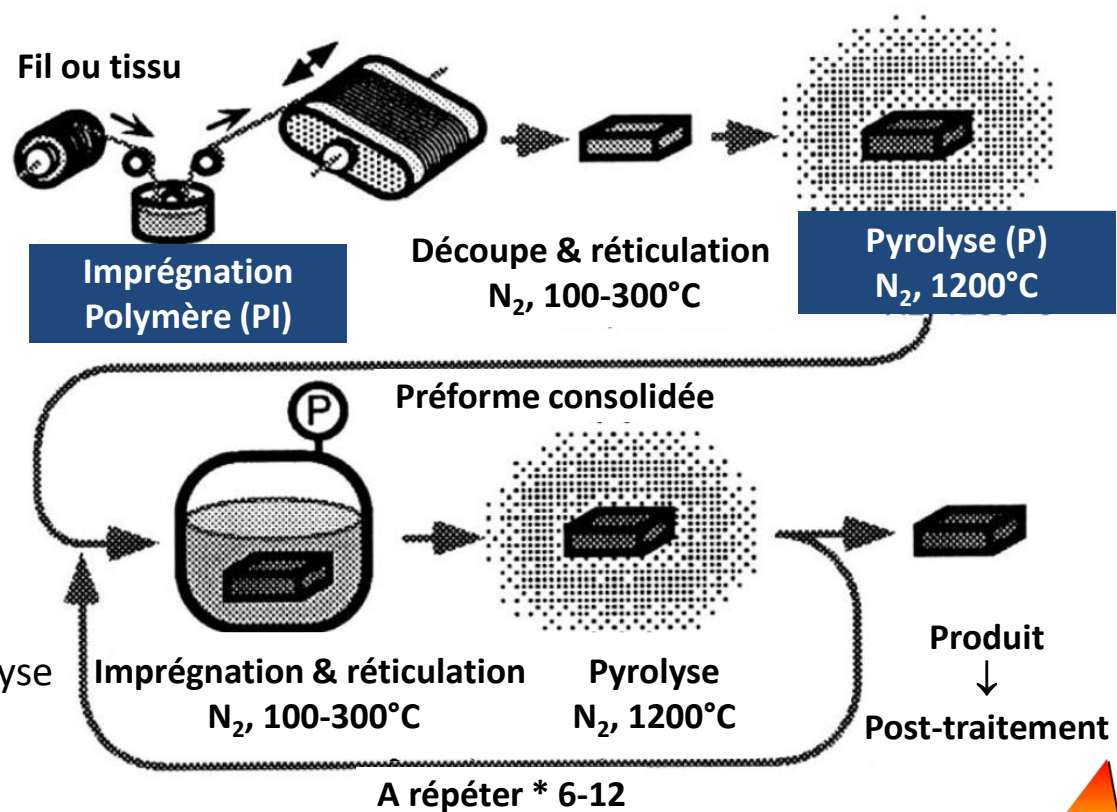 Fil ou tissu
Imprégnation
Polymère (PI)
Découpe & réticulation
N₂, 100-300°C
Pyrolyse (P)
N₂, 1200°C
Préforme consolidée
P
yse
Imprégnation & réticulation
N₂, 100-300°C
Pyrolyse
N₂, 1200°C
Produit
↓
Post-traitement
A répéter * 6-12